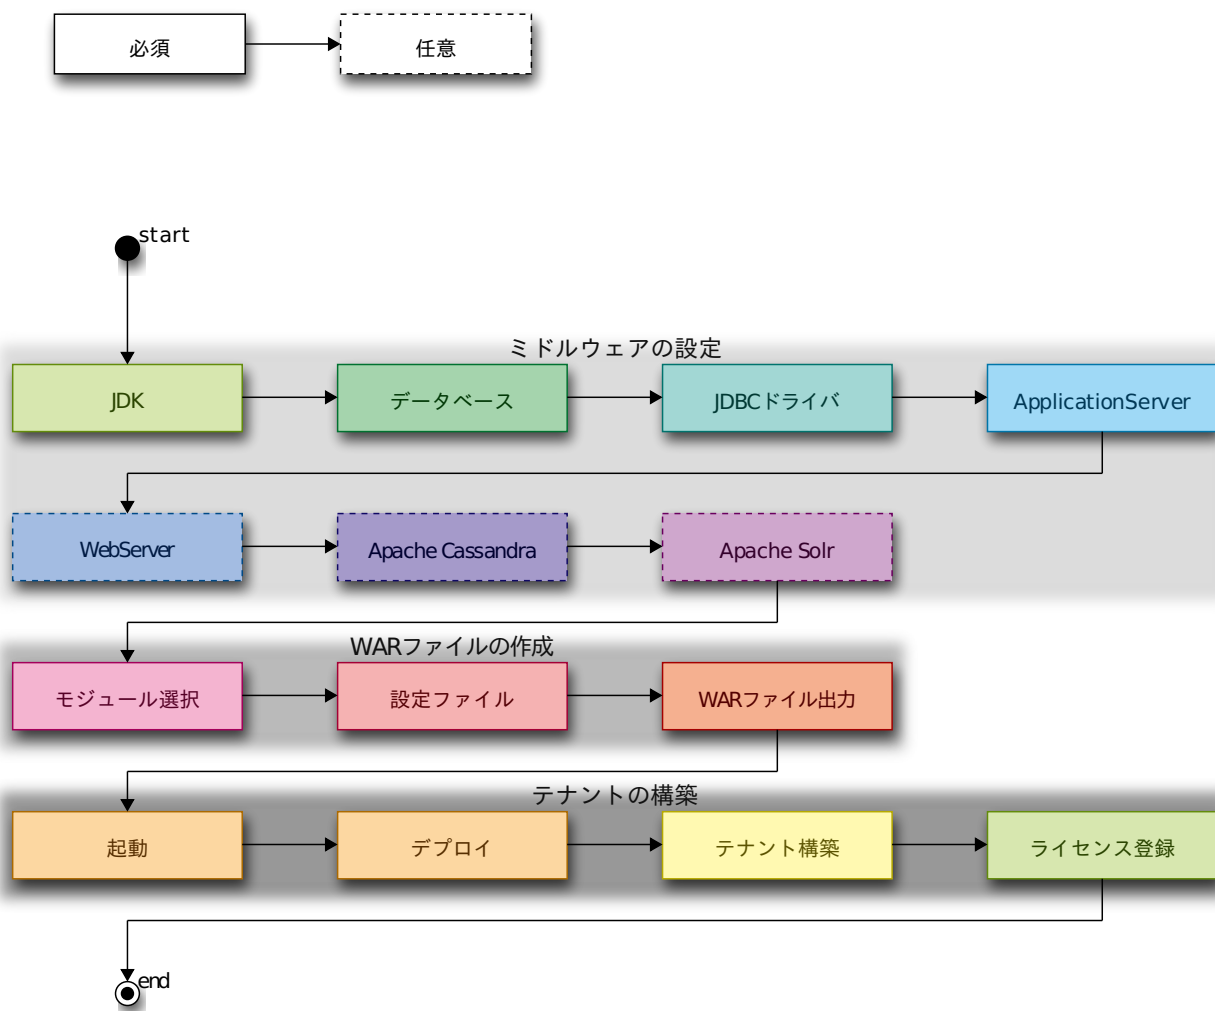 必須
任意
start
ミドルウェアの設定
JDK
データベース
JDBCドライバ
ApplicationServer
WebServer
Apache Cassandra
Apache Solr
WARファイルの作成
モジュール選択
設定ファイル
WARファイル出力
テナントの構築
起動
デプロイ
テナント構築
ライセンス登録
end